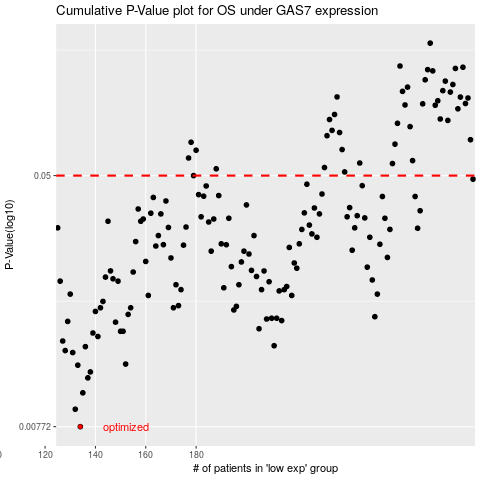 Cumulative P-Value plot for OS under GAS7 expression
P-Value(log10)
0.05
0.00772
optimized
0
120
140
160
180
# of patients in 'low exp' group